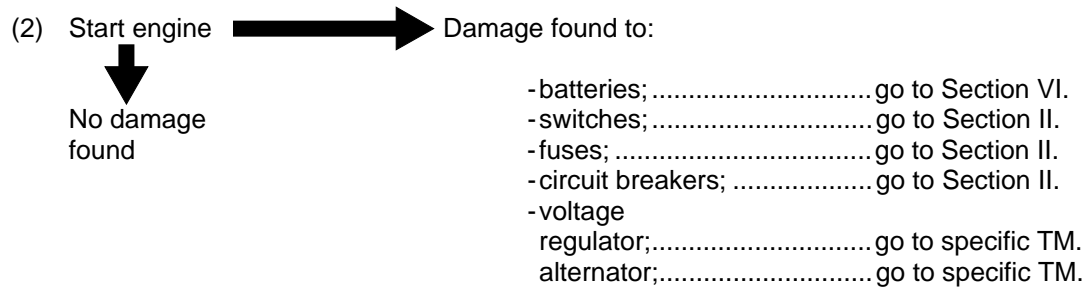 (2) Start engine Damage found to:
No damage
found
-batteries;..............................go to Section VI.
-switches;..............................go to Section II.
-fuses; ...................................go to Section II.
-circuit breakers; ...................go to Section II.
-voltage
regulator;..............................go to specific TM.
alternator;.............................go to specific TM.